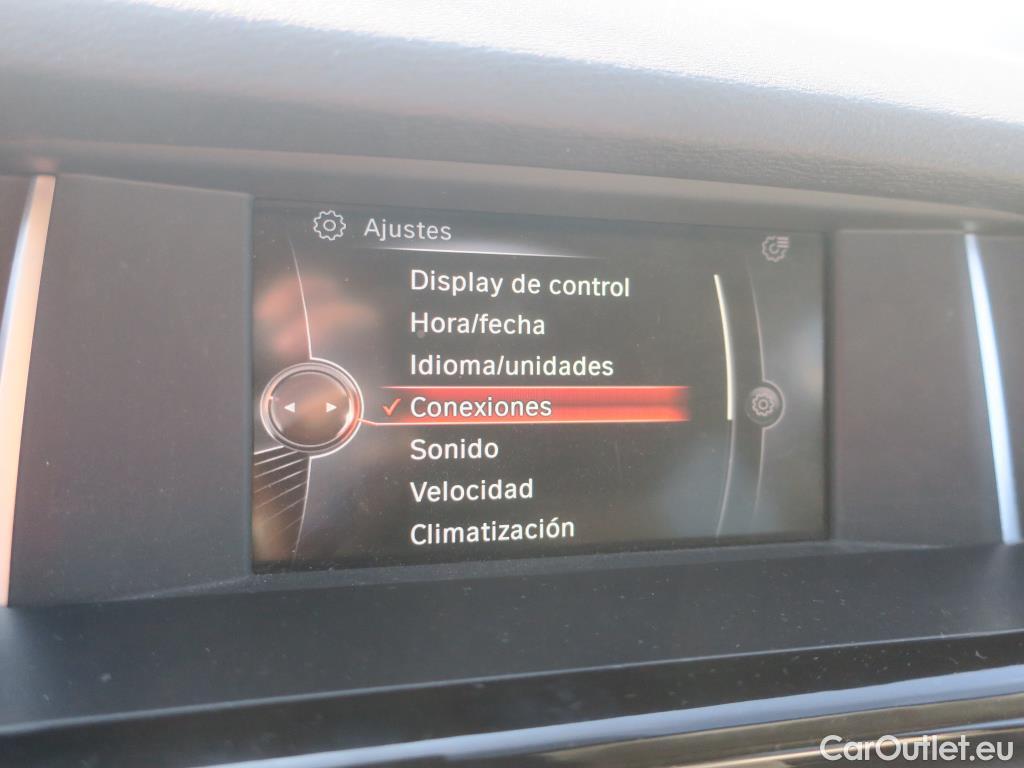 Ajustes
Display de control
Hora/fecha
Idioma/unidades
Conexiones
Sonido
Velocidad
Climatización
CarOutlet.eu